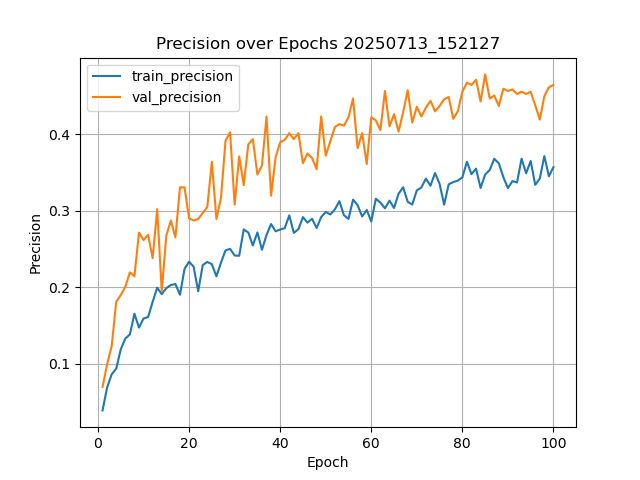 Precision over Epochs 20250713_152127
train_precision
val_precision
0.4
0.3
0.2
0.1
Precision
0 20 40 60 80 100
Epoch